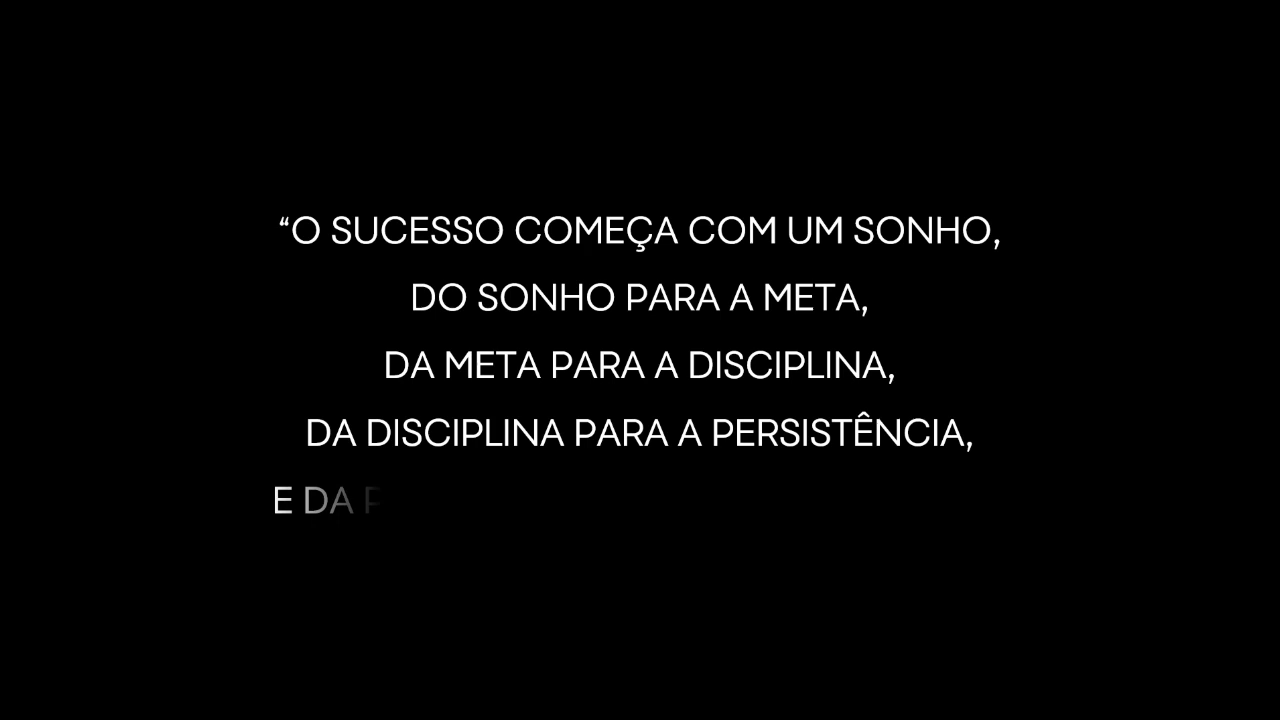 “O SUCESSO COMEÇA COM UM SONHO,
DO SONHO PARA A META,
DA META PARA A DISCIPLINA,
DA DISCIPLINA PARA A PERSISTÊNCIA,
E DA